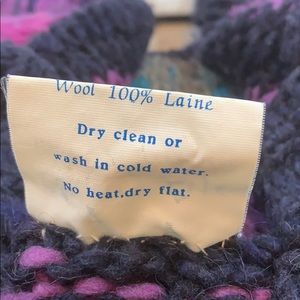 Wool 100% Laine
Dry clean or
wash in cold water.
No heat.dry flat.